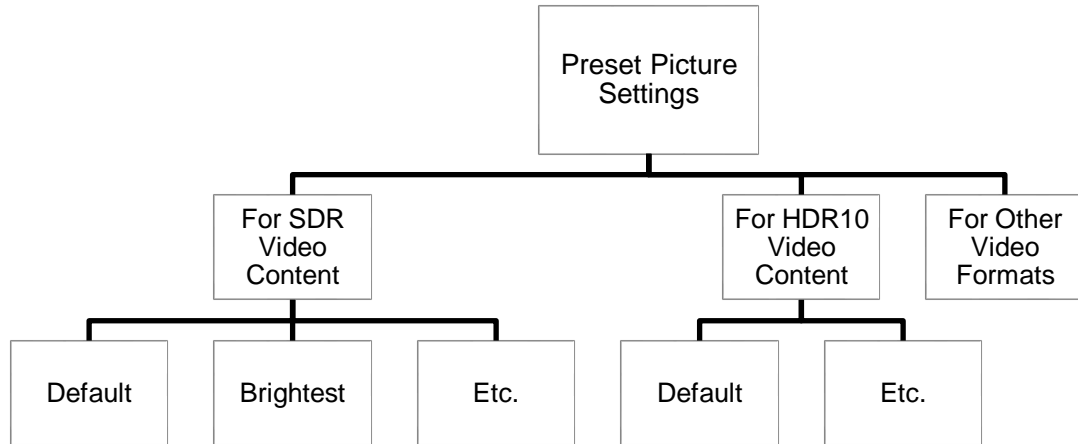 Preset Picture
Settings
For SDR
Video
Content
For HDR10
Video
Content
For Other
Video
Formats
Default
Brightest
Etc.
Default
Etc.